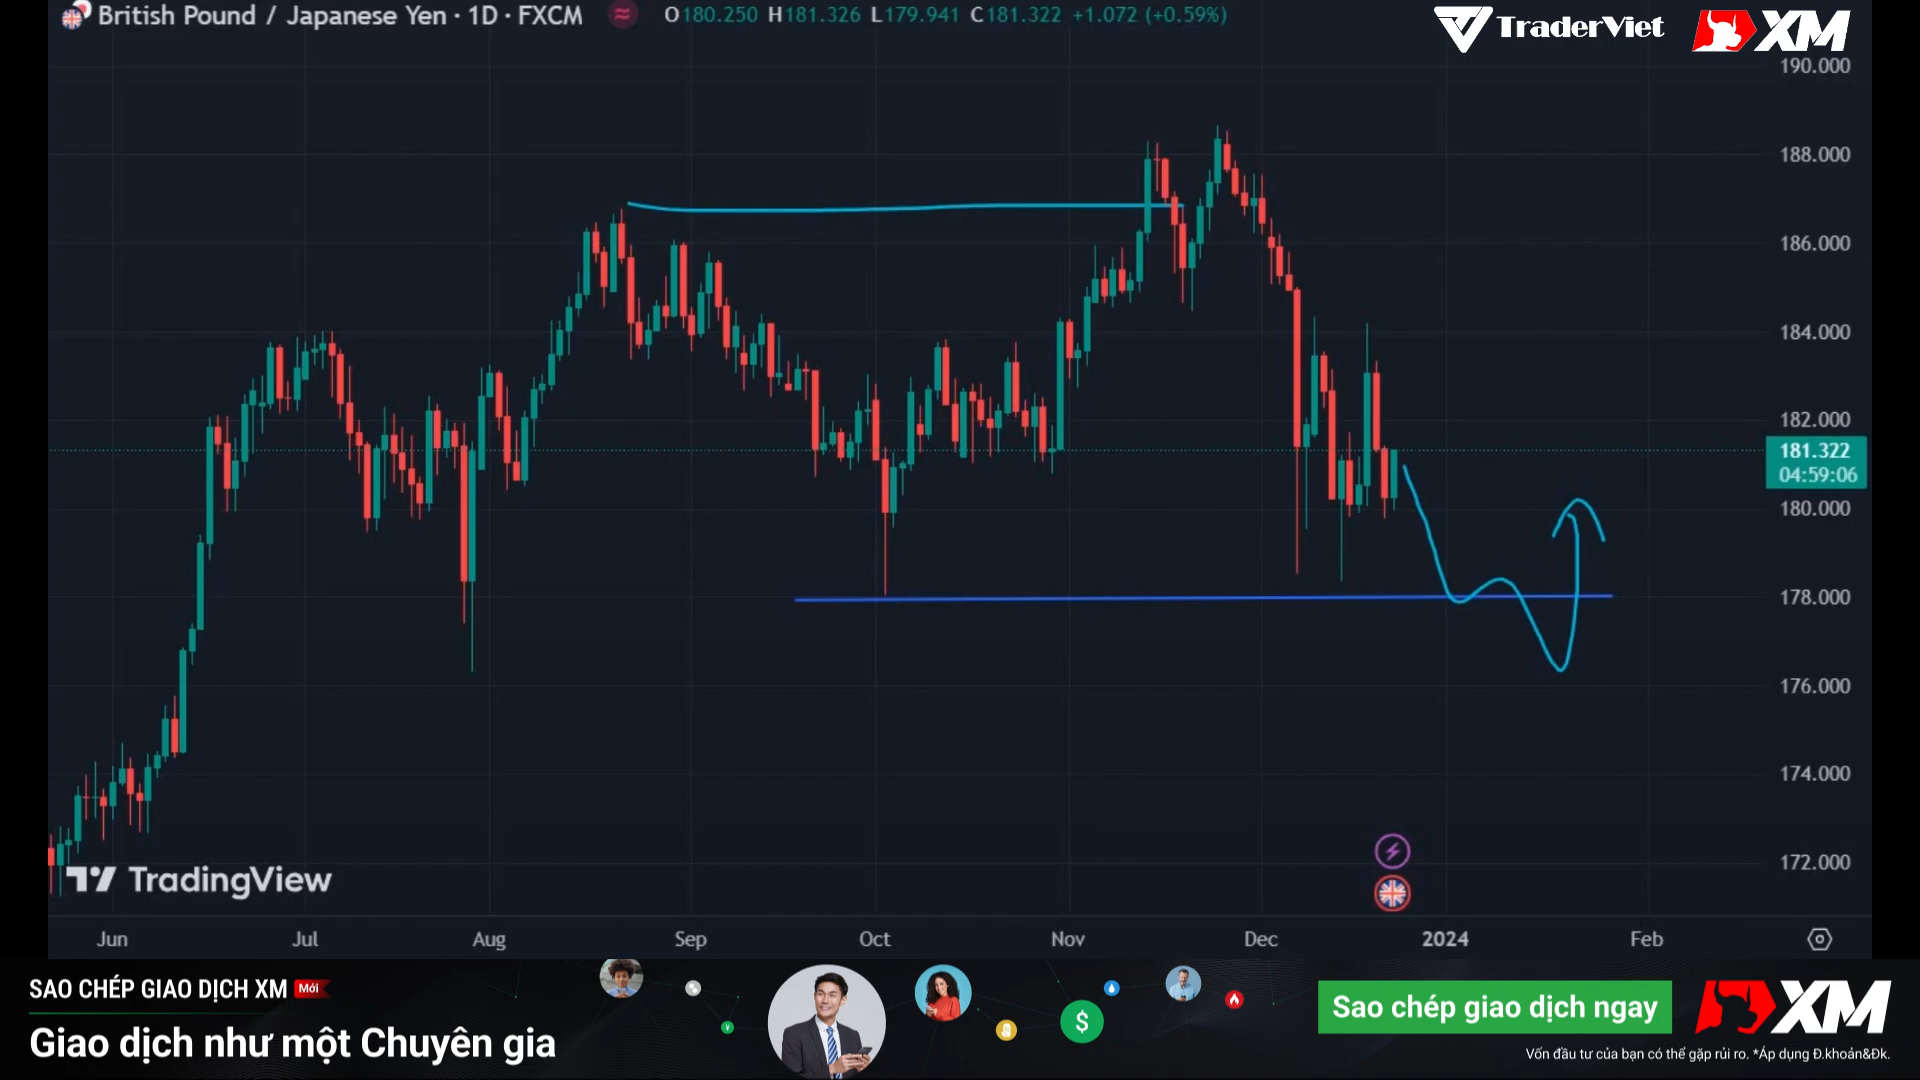 British Pound / Japanese Yen · 1D · FXCM
O180.250 H181.326 L179.941 C181.322 +1.072 (+0.59%)
TraderViet
XM
190.000
188.000
186.000
184.000
182.000
181.322
04:59:06
180.000
178.000
176.000
174.000
172.000
TradingView
Jun Jul Aug Sep Oct Nov Dec 2024 Feb
SAO CHÉP GIAO DỊCH XM Mới
Giao dịch như một Chuyên gia
$
Sao chép giao dịch ngay
XM
Vốn đầu tư của bạn có thể gặp rủi ro. *Áp dụng Đ.khoản&Đk.